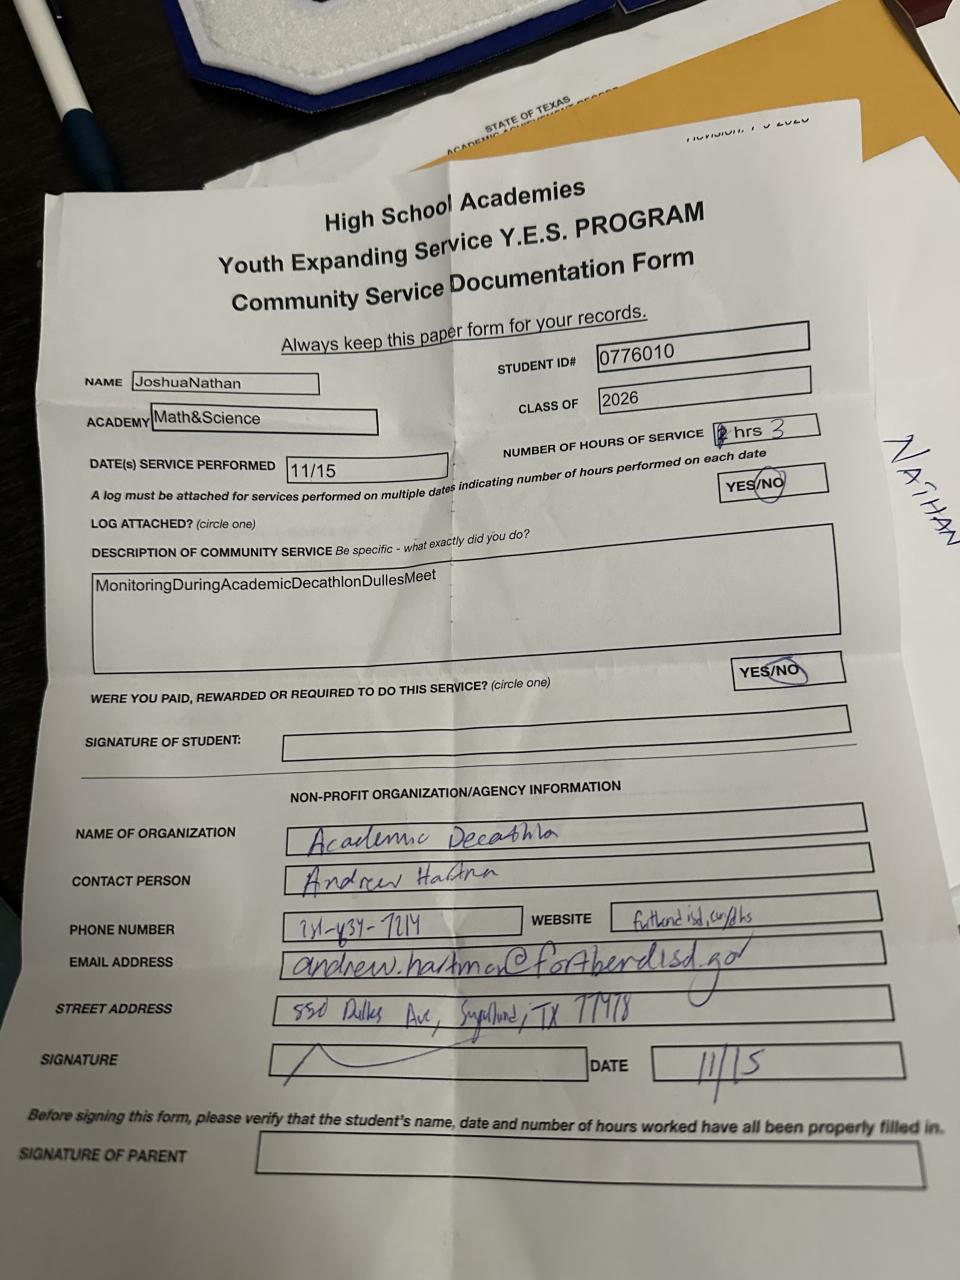 STATE OF TEXAS
High School Academies
Youth Expanding Service Y.E.S. PROGRAM
Community Service Documentation Form
Always keep this paper form for your records.
NAME JoshuaNathan
STUDENT ID# 0776010
ACADEMY Math&Science
CLASS OF 2026
DATE(s) SERVICE PERFORMED 11/15
NUMBER OF HOURS OF SERVICE hrs 3
A log must be attached for services performed on multiple dates indicating number of hours performed on each date
LOG ATTACHED? (circle one) YES/NO
DESCRIPTION OF COMMUNITY SERVICE Be specific - what exactly did you do?
MonitoringDuringAcademicDecathlonDullesMeet
WERE YOU PAID, REWARDED OR REQUIRED TO DO THIS SERVICE? (circle one) YES/NO
SIGNATURE OF STUDENT:
NON-PROFIT ORGANIZATION/AGENCY INFORMATION
NAME OF ORGANIZATION Academic
CONTACT PERSON Andrew
PHONE NUMBER
WEBSITE
EMAIL ADDRESS
STREET ADDRESS Dulles Ave, TX 77478
SIGNATURE
DATE 11/15
Before signing this form, please verify that the student's name, date and number of hours worked have all been properly filled in.
SIGNATURE OF PARENT
NATHAN